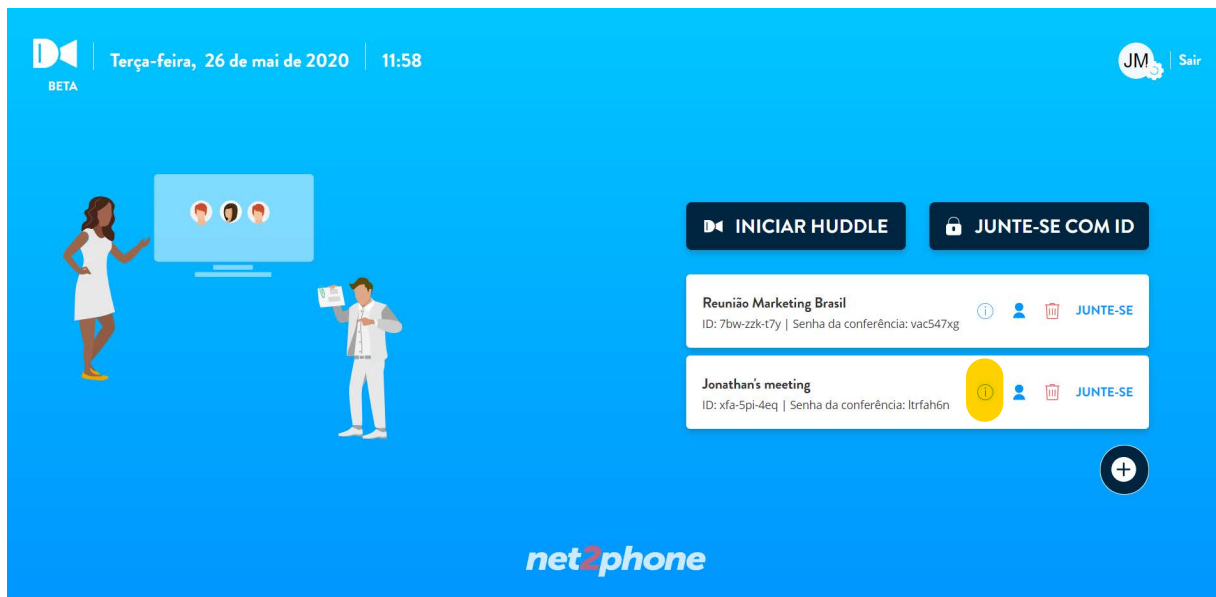 Terça-feira, 26 de mai de 2020 11:58
BETA
JM
Sair
INICIAR HUDDLE
JUNTE-SE COM ID
Reunião Marketing Brasil
ID: 7bw-zzk-t7y | Senha da conferência: vac547xg
JUNTE-SE
Jonathan's meeting
ID: xfa-5pi-4eq | Senha da conferência: ltrfah6n
JUNTE-SE
net2phone